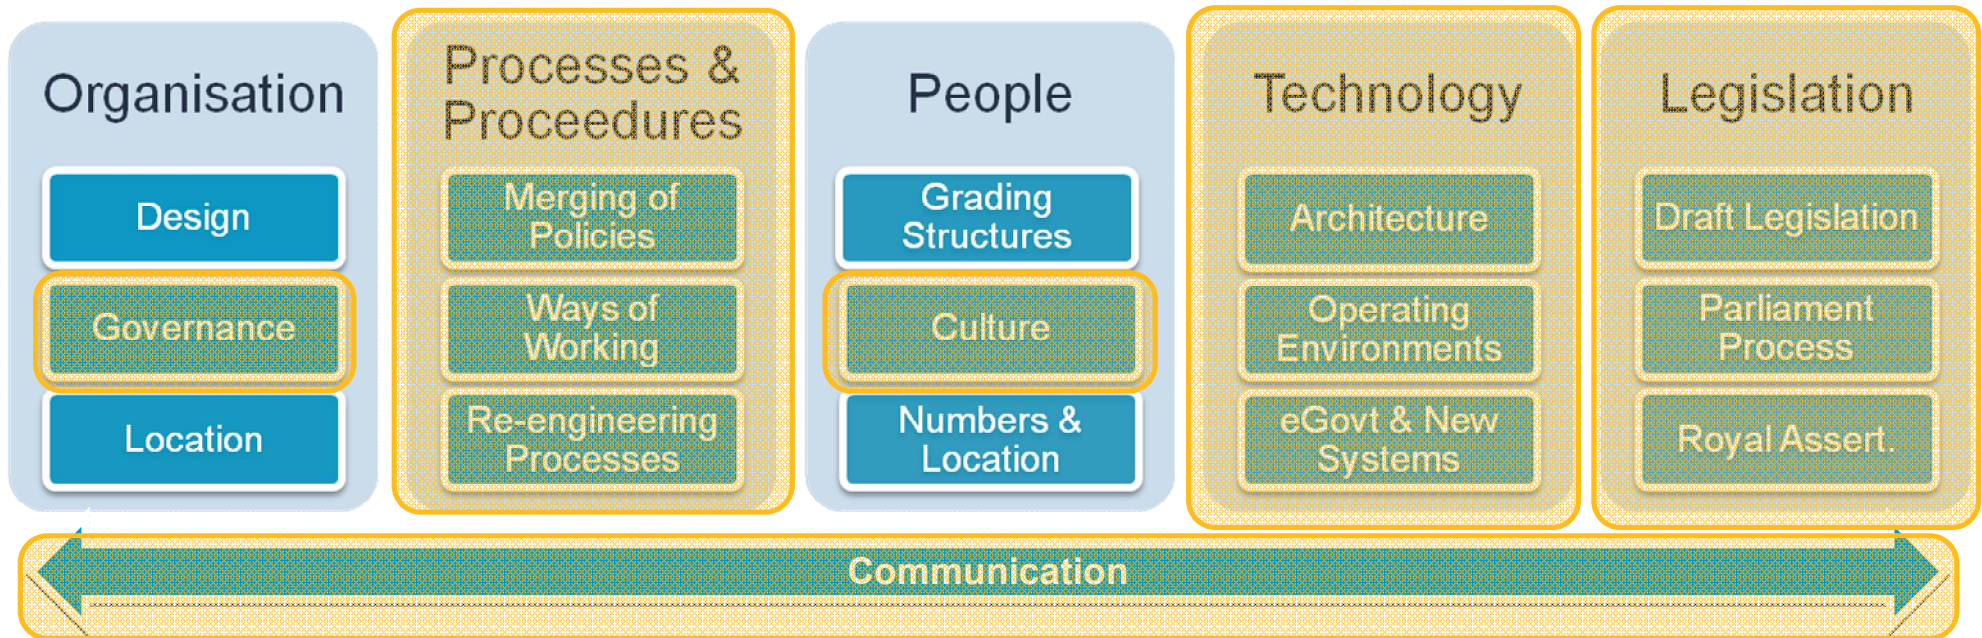 Organisation
Design
Governance
Location
Processes &
Proceedures
Merging of
Policies
Ways of
Working
Re-engineering
Processes
People
Grading
Structures
Culture
Numbers &
Location
Technology
Architecture
Operating
Environments
eGovt & New
Systems
Legislation
Draft Legislation
Parliament
Process
Royal Assert.
Communication